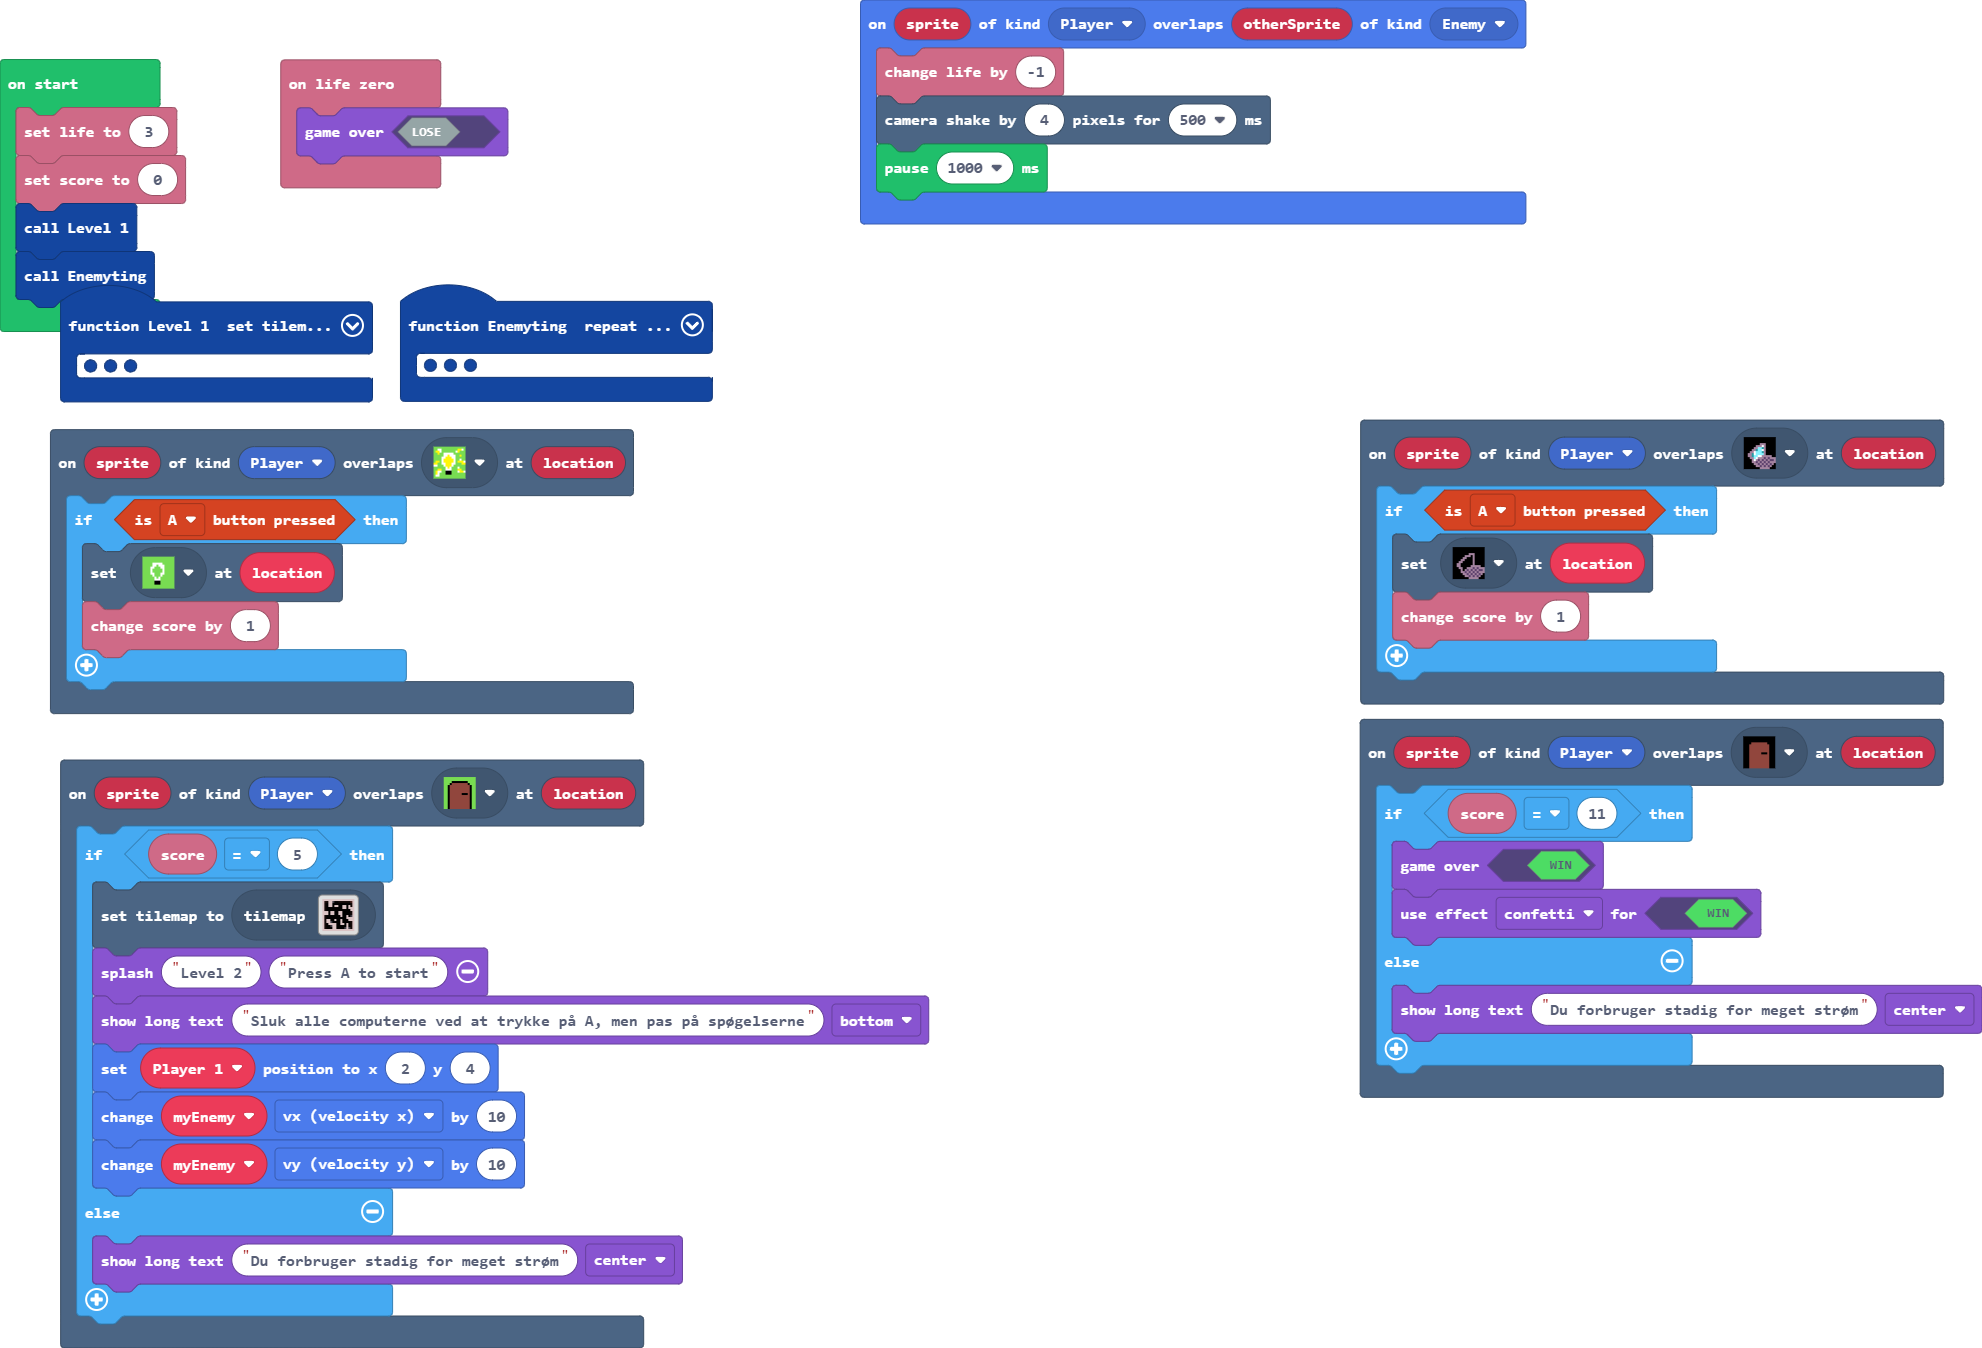 on start
set life to 3
set score to 0
call Level 1
call Enemyting
on life zero
game over LOSE
on sprite of kind Player overlaps otherSprite of kind Enemy
change life by -1
camera shake by 4 pixels for 500 ms
pause 1000 ms
function Level 1 set tilem...
function Enemyting repeat ...
on sprite of kind Player overlaps at location
if is A button pressed then
set at location
change score by 1
on sprite of kind Player overlaps at location
if score = 5 then
set tilemap to tilemap
splash "Level 2" "Press A to start"
show long text "Sluk alle computerne ved at trykke på A, men pas på spøgelserne" bottom
set Player 1 position to x 2 y 4
change myEnemy vx (velocity x) by 10
change myEnemy vy (velocity y) by 10
else
show long text "Du forbruger stadig for meget strøm" center
on sprite of kind Player overlaps at location
if is A button pressed then
set at location
change score by 1
on sprite of kind Player overlaps at location
if score = 11 then
game over WIN
use effect confetti for WIN
else
show long text "Du forbruger stadig for meget strøm" center